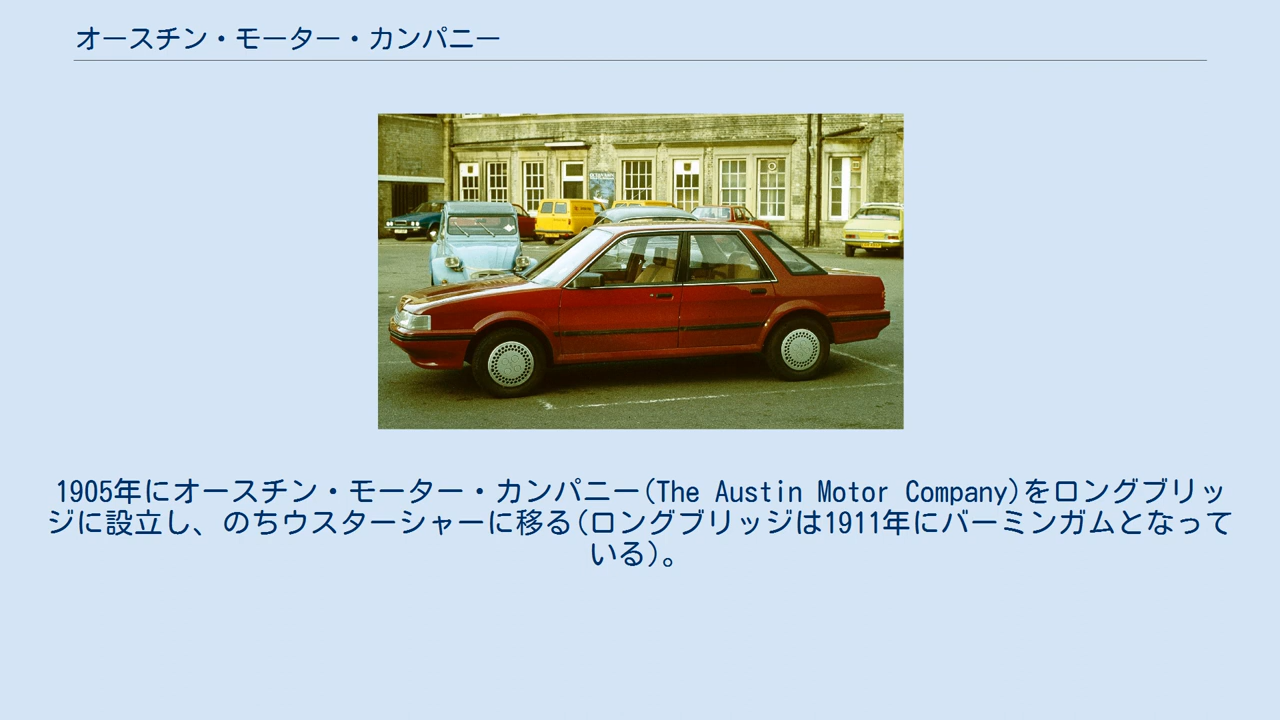 オースチン・モーター・カンパニー
1905年にオースチン・モーター・カンパニー(The Austin Motor Company)をロングブリッ
ジに設立し、のちウスターシャーに移る(ロングブリッジは1911年にバーミンガムとなって
いる)。